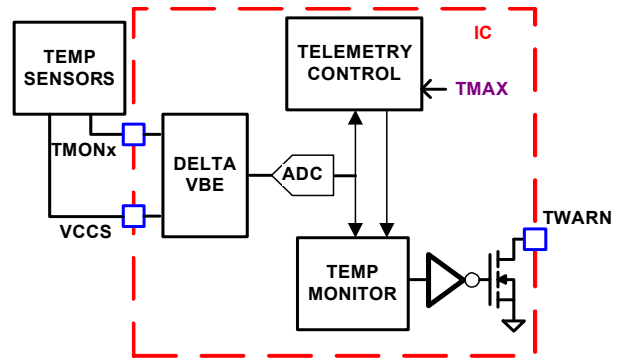 IC
TEMP
SENSORS
TELEMETRY
CONTROL
TMAX
TMONx
DELTA
VBE
ADC
VCCS
TWARN
TEMP
MONITOR